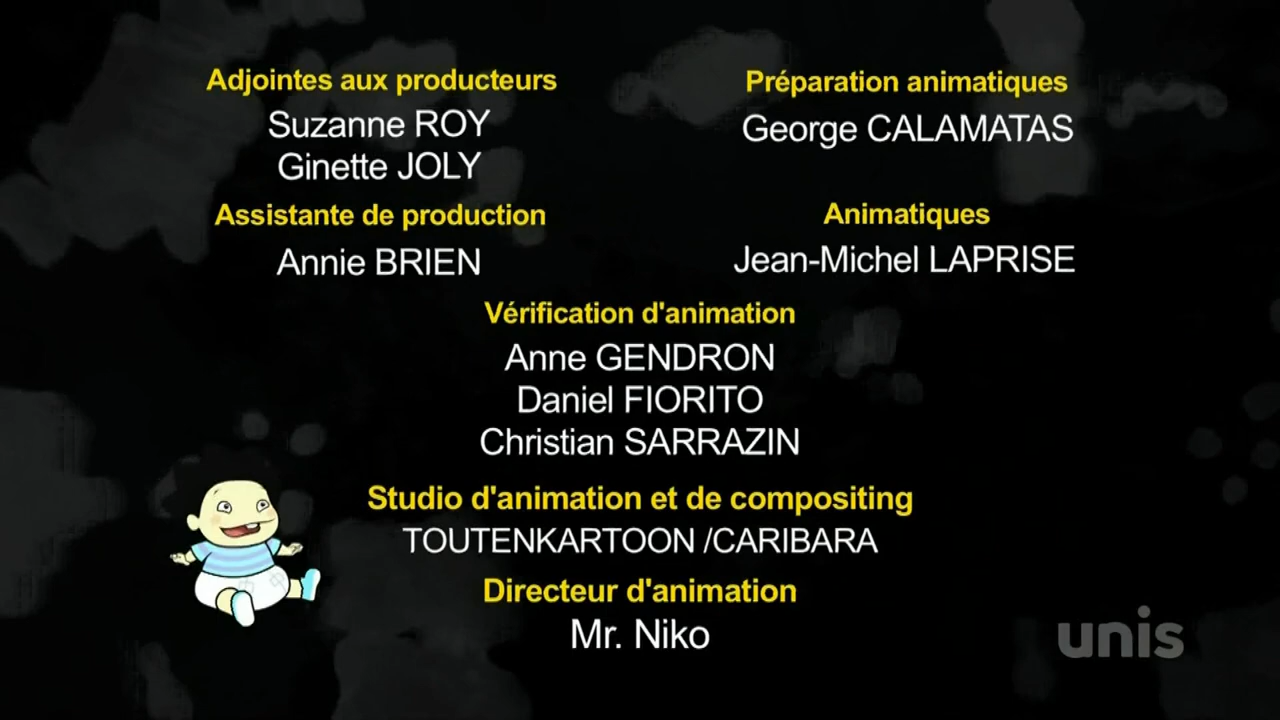 Adjointes aux producteurs
Suzanne ROY
Ginette JOLY
Assistante de production
Annie BRIEN
Préparation animatiques
George CALAMATAS
Animatiques
Jean-Michel LAPRISE
Vérification d'animation
Anne GENDRON
Daniel FIORITO
Christian SARRAZIN
Studio d'animation et de compositing
TOUTENKARTOON /CARIBARA
Directeur d'animation
Mr. Niko
unis